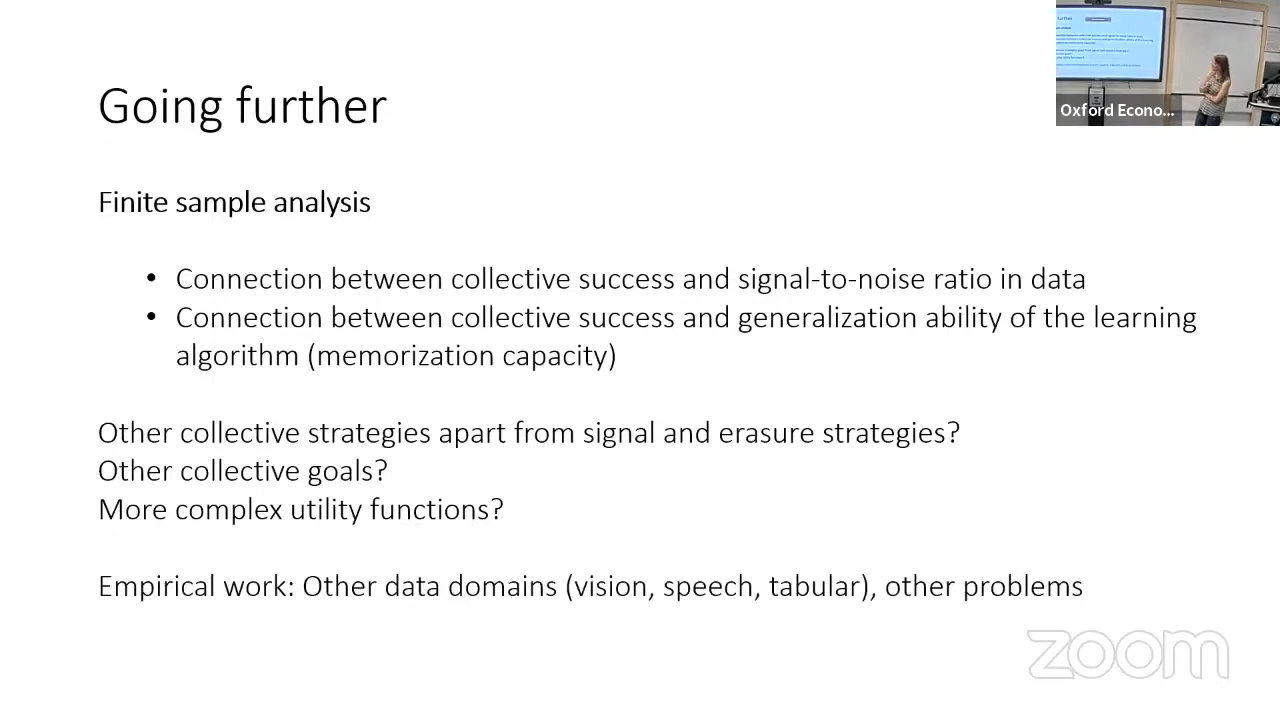 Going further
Oxford Econo...
Finite sample analysis
• Connection between collective success and signal-to-noise ratio in data
• Connection between collective success and generalization ability of the learning
algorithm (memorization capacity)
Other collective strategies apart from signal and erasure strategies?
Other collective goals?
More complex utility functions?
Empirical work: Other data domains (vision, speech, tabular), other problems
zoom